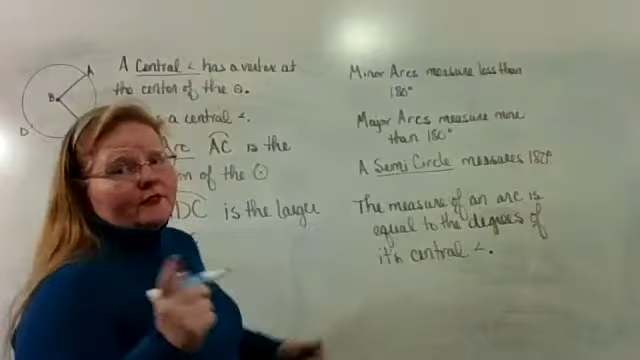 A
B
D
A Central ∠ has a vertex at
the center of the ⊙.
a central ∠.
Arc AC is the
of the ⊙
DC is the larger
Minor Arcs measure less than
180°
Major Arcs measure more
than 180°
A Semi Circle measures 180°
The measure of an arc is
equal to the degrees of
it's central ∠.